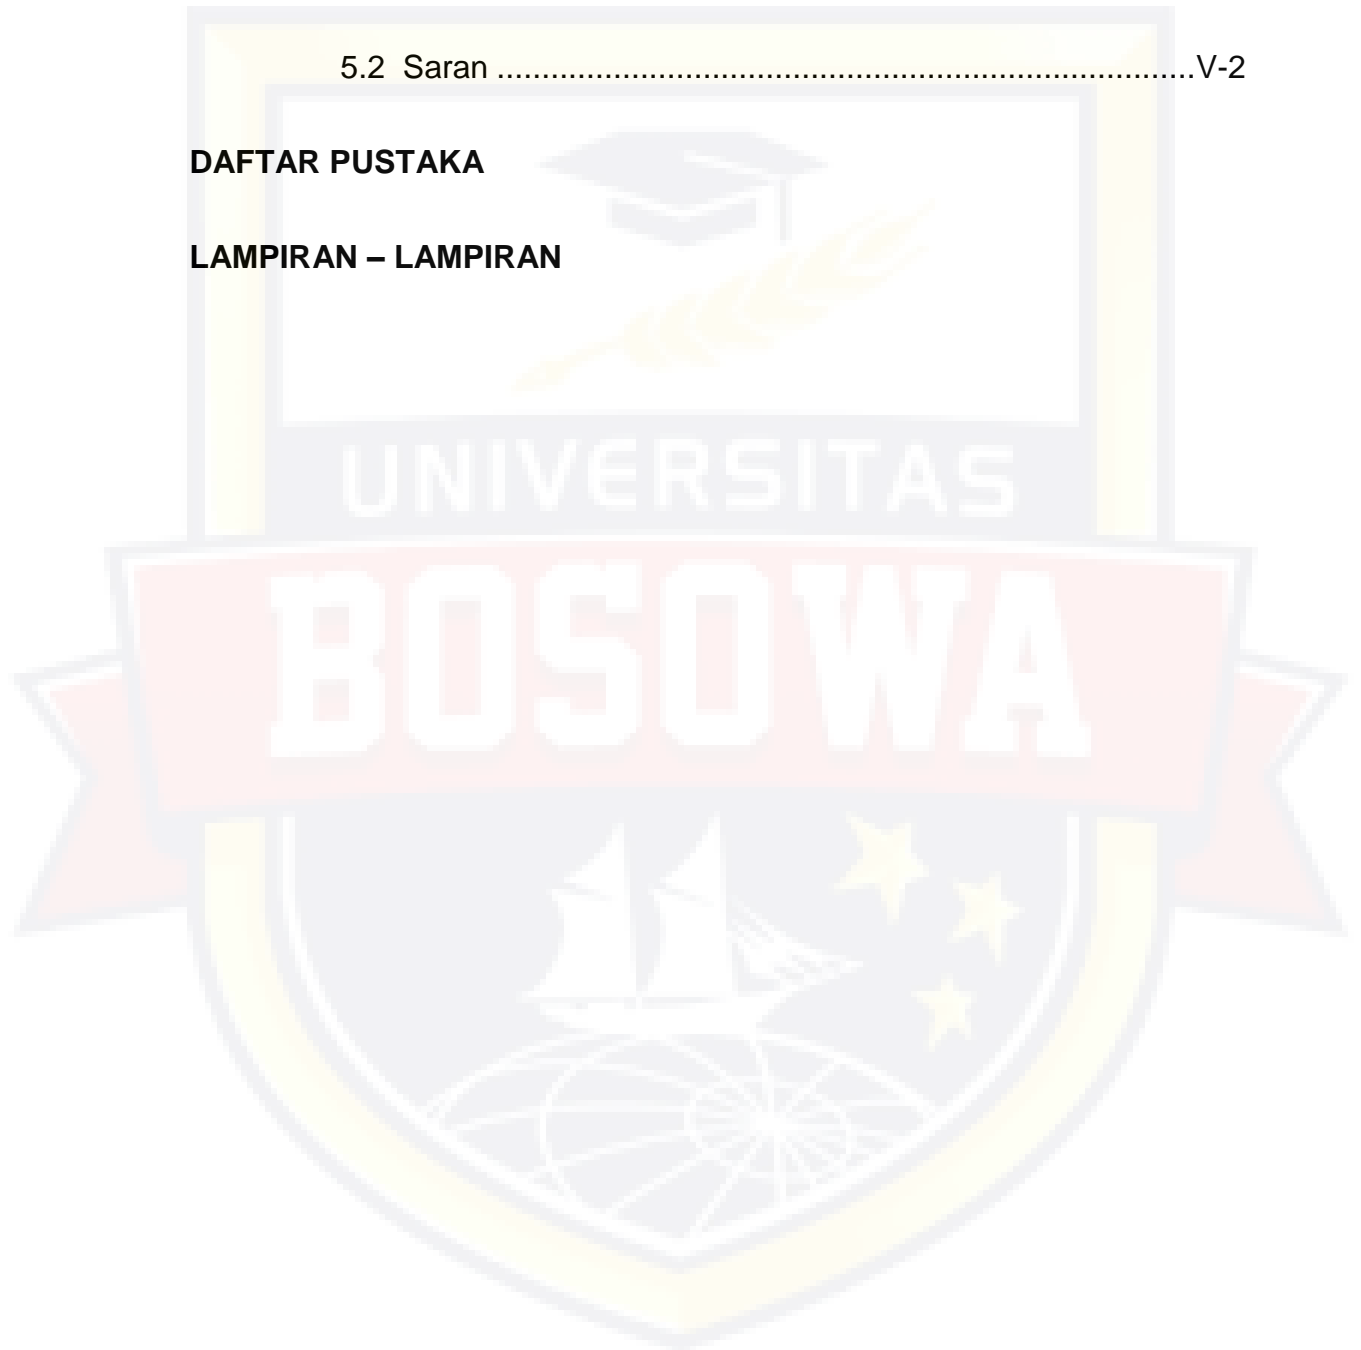 5.2 Saran ..............................................................................V-2
DAFTAR PUSTAKA
LAMPIRAN – LAMPIRAN
UNIVERSITAS
BOSOWA